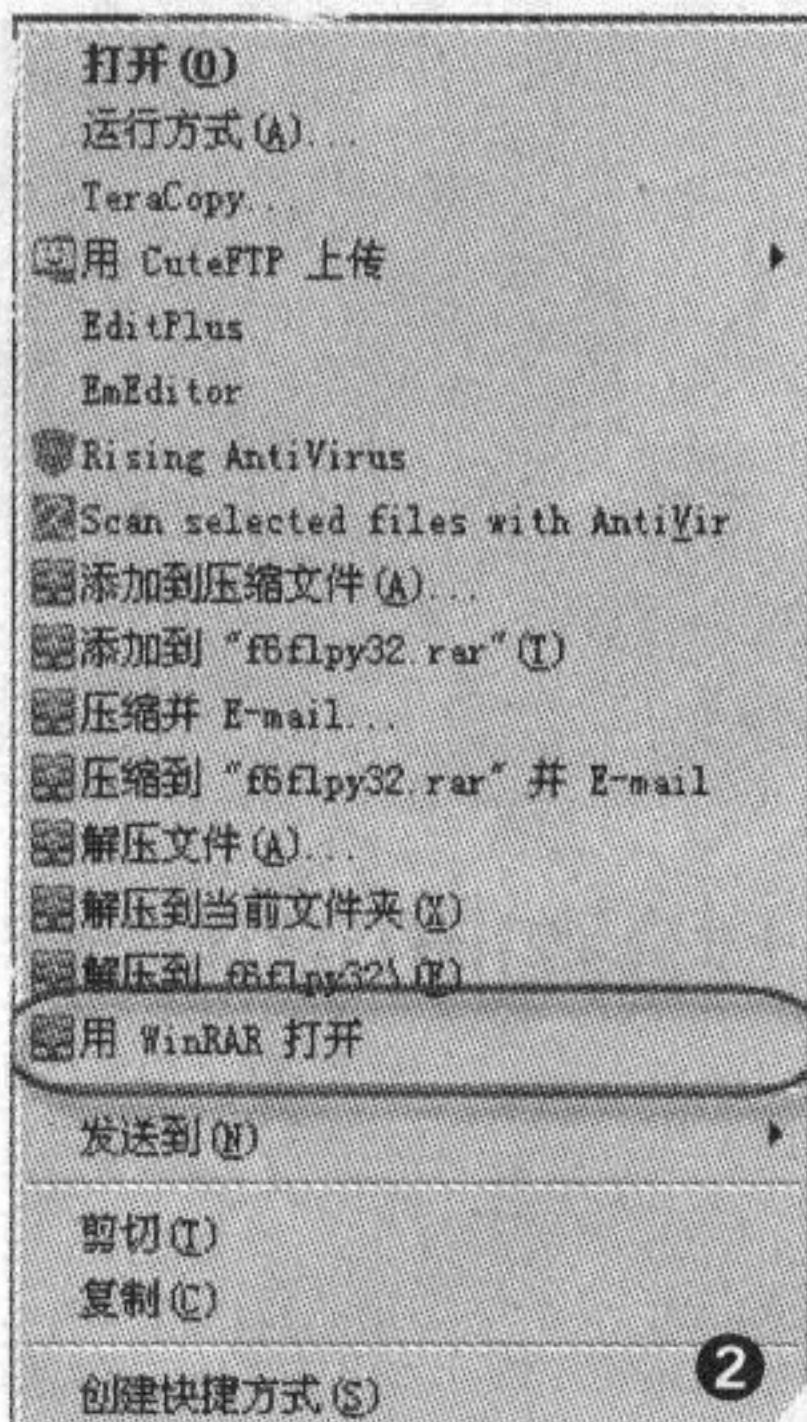 打开(O)
运行方式(A)...
TeraCopy...
用 CuteFTP 上传
EditPlus
EmEditor
Rising AntiVirus
Scan selected files with AntiVir
添加到压缩文件(A)...
添加到 "f6flpy32.rar"(T)
压缩并 E-mail...
压缩到 "f6flpy32.rar" 并 E-mail
解压文件(A)...
解压到当前文件夹(X)
解压到 f6flpy32\(E)
用 WinRAR 打开
发送到(N)
剪切(T)
复制(C)
创建快捷方式(S)
2